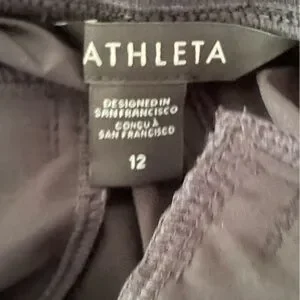 ATHLETA
DESIGNED IN
SAN FRANCISCO
CONÇU À
SAN FRANCISCO
12